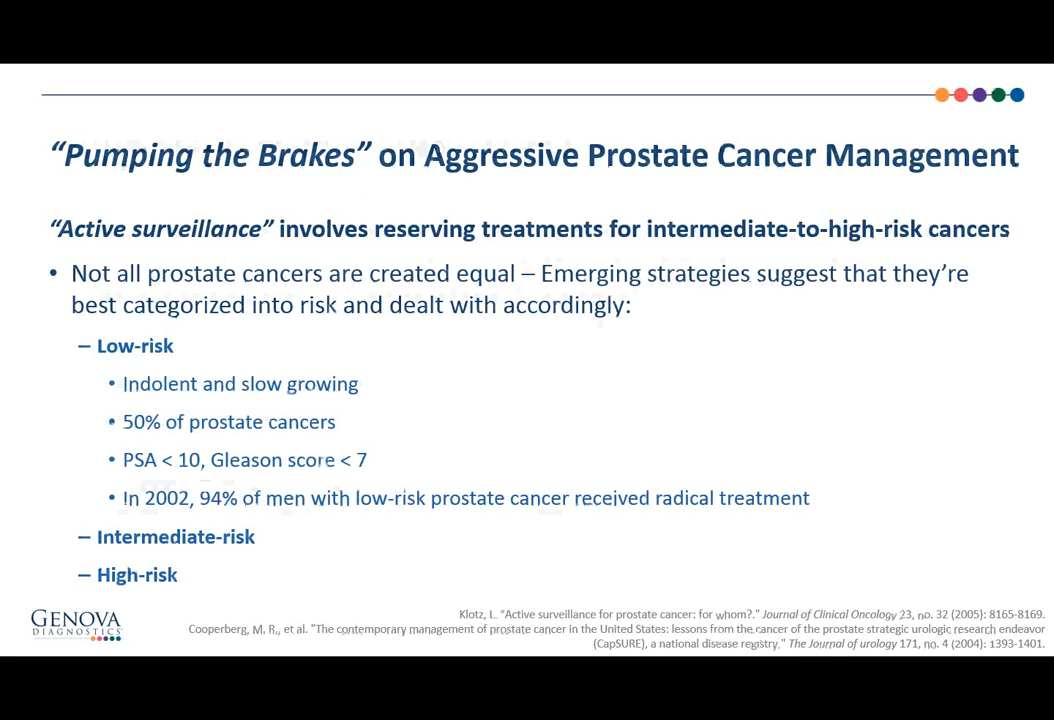 “Pumping the Brakes” on Aggressive Prostate Cancer Management
“Active surveillance” involves reserving treatments for intermediate-to-high-risk cancers
• Not all prostate cancers are created equal – Emerging strategies suggest that they’re
best categorized into risk and dealt with accordingly:
– Low-risk
• Indolent and slow growing
• 50% of prostate cancers
• PSA < 10, Gleason score < 7
• In 2002, 94% of men with low-risk prostate cancer received radical treatment
– Intermediate-risk
– High-risk
GENOVA
DIAGNOSTICS
Klotz, L. "Active surveillance for prostate cancer: for whom?." Journal of Clinical Oncology 23, no. 32 (2005): 8165-8169.
Cooperberg, M. R., et al. "The contemporary management of prostate cancer in the United States: lessons from the cancer of the prostate strategic urologic research endeavor
(CapSURE), a national disease registry." The Journal of urology 171, no. 4 (2004): 1393-1401.